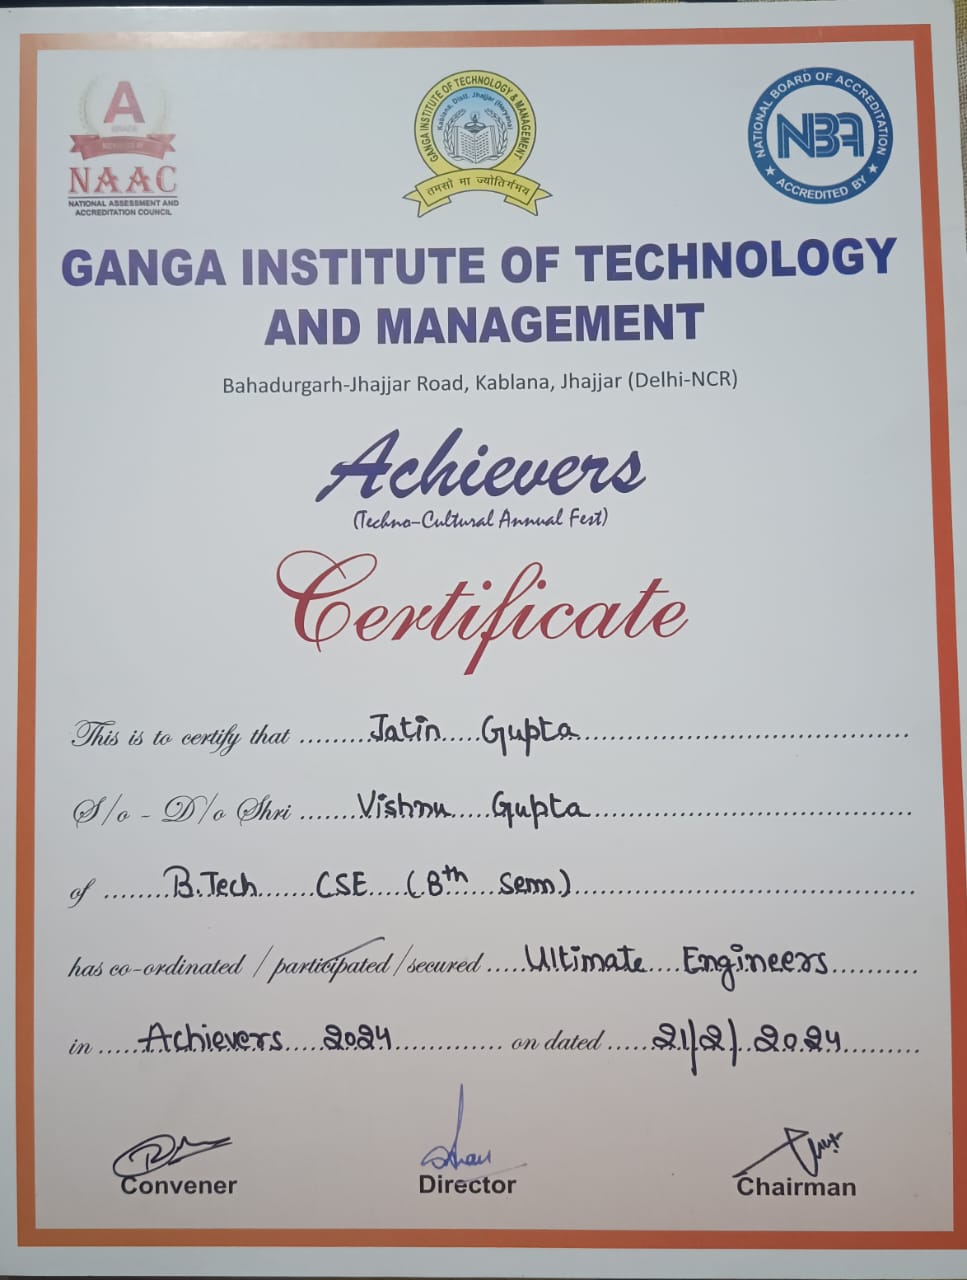 A
GRADE
ACCREDITED BY
NAAC
NATIONAL ASSESSMENT AND
ACCREDITATION COUNCIL
GANGA INSTITUTE OF TECHNOLOGY & MANAGEMENT
Kablana, Distt. Jhajjar (Haryana)
तमसो मा ज्योतिर्गमय
NATIONAL BOARD OF ACCREDITATION
NBA
★ ACCREDITED BY ★
GANGA INSTITUTE OF TECHNOLOGY
AND MANAGEMENT
Bahadurgarh-Jhajjar Road, Kablana, Jhajjar (Delhi-NCR)
Achievers
(Techno-Cultural Annual Fest)
Certificate
This is to certify that ........Jatin.....Gupta..........
S/o - D/o Shri .......Vishnu.....Gupta..........
of ........B.Tech.......CSE....(8th....Sem)..........
has co-ordinated / participated / secured .....Ultimate....Engineers..........
in ......Achievers....2024............. on dated ......21/2/.2024..........
Convener
Director
Chairman